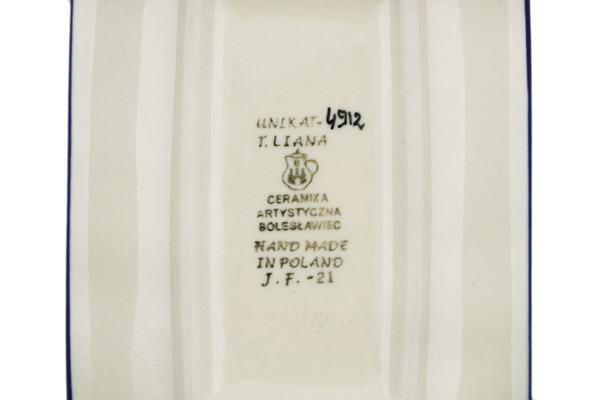 UNIKAT-4912
T. LIANA
B
CERAMIKA
ARTYSTYCZNA
BOLESŁAWIEC
HAND MADE
IN POLAND
J.F.-21